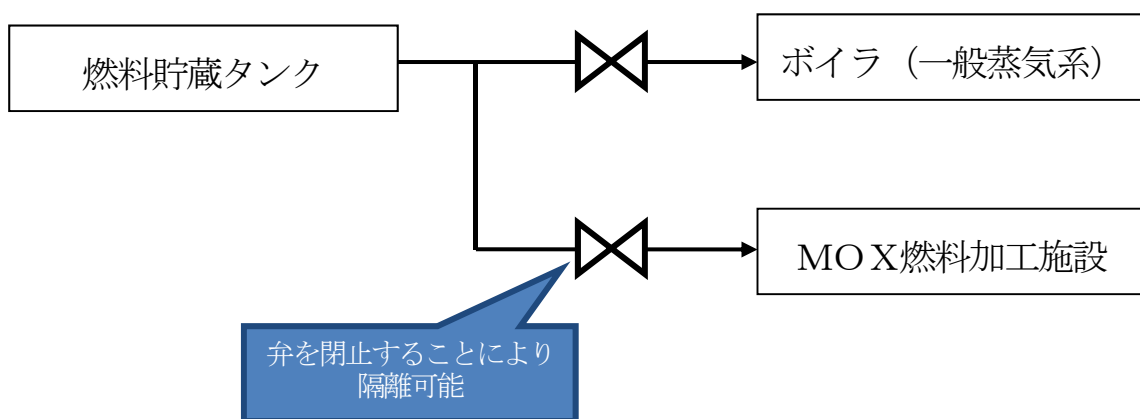 燃料貯蔵タンク
ボイラ（一般蒸気系）
ＭＯＸ燃料加工施設
弁を閉止することにより
隔離可能